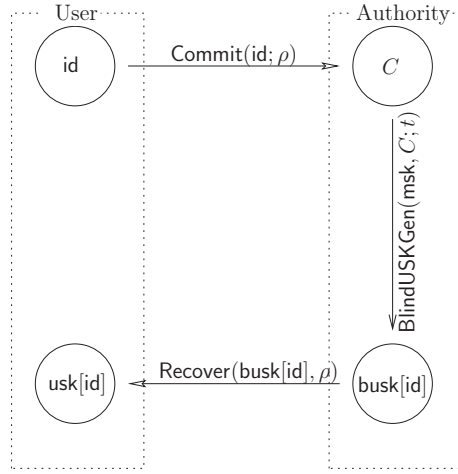 User
Authority
id
Commit(id; ρ)
C
BlindUSKGen(msk, C; t)
usk[id]
Recover(busk[id], ρ)
busk[id]